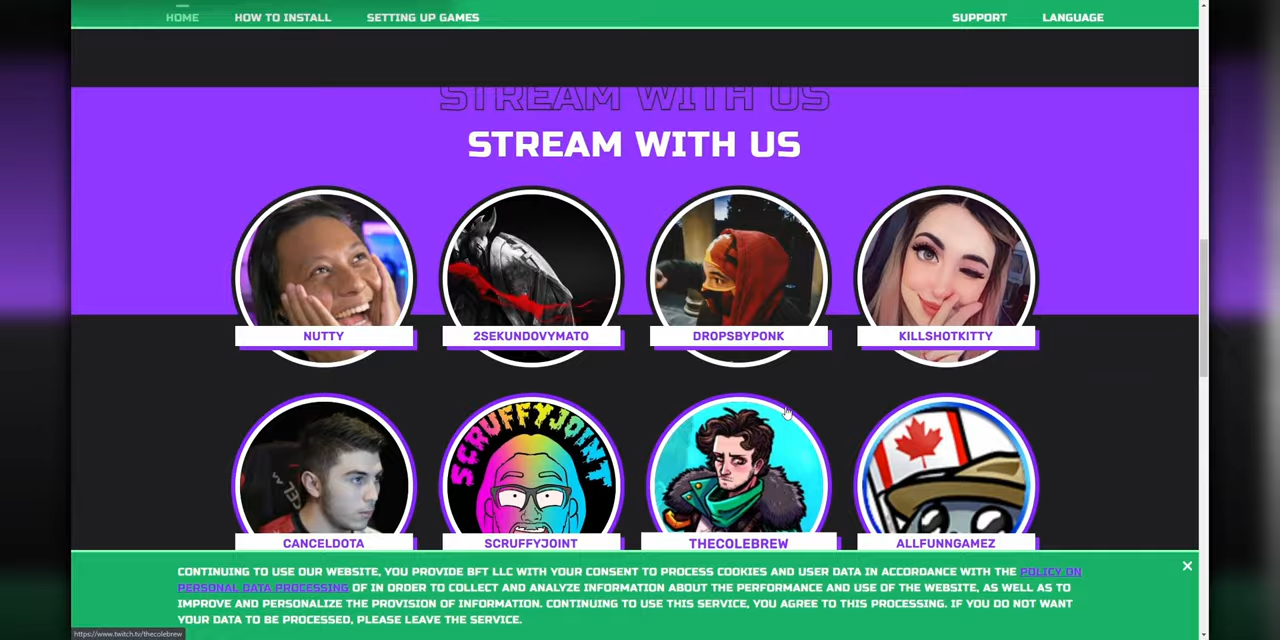 HOME HOW TO INSTALL SETTING UP GAMES SUPPORT LANGUAGE
STREAM WITH US
STREAM WITH US
NUTTY 2SEKUNDOVYMATO DROPSBYPONK KILLSHOTKITTY
SCRUFFYJOINT
CANCELDOTA SCRUFFYJOINT THECOLEBREW ALLFUNNGAMEZ
CONTINUING TO USE OUR WEBSITE, YOU PROVIDE BFT LLC WITH YOUR CONSENT TO PROCESS COOKIES AND USER DATA IN ACCORDANCE WITH THE POLICY ON
PERSONAL DATA PROCESSING OF IN ORDER TO COLLECT AND ANALYZE INFORMATION ABOUT THE PERFORMANCE AND USE OF THE WEBSITE, AS WELL AS TO
IMPROVE AND PERSONALIZE THE PROVISION OF INFORMATION. CONTINUING TO USE THIS SERVICE, YOU AGREE TO THIS PROCESSING. IF YOU DO NOT WANT
YOUR DATA TO BE PROCESSED, PLEASE LEAVE THE SERVICE.
https://www.twitch.tv/thecolebrew